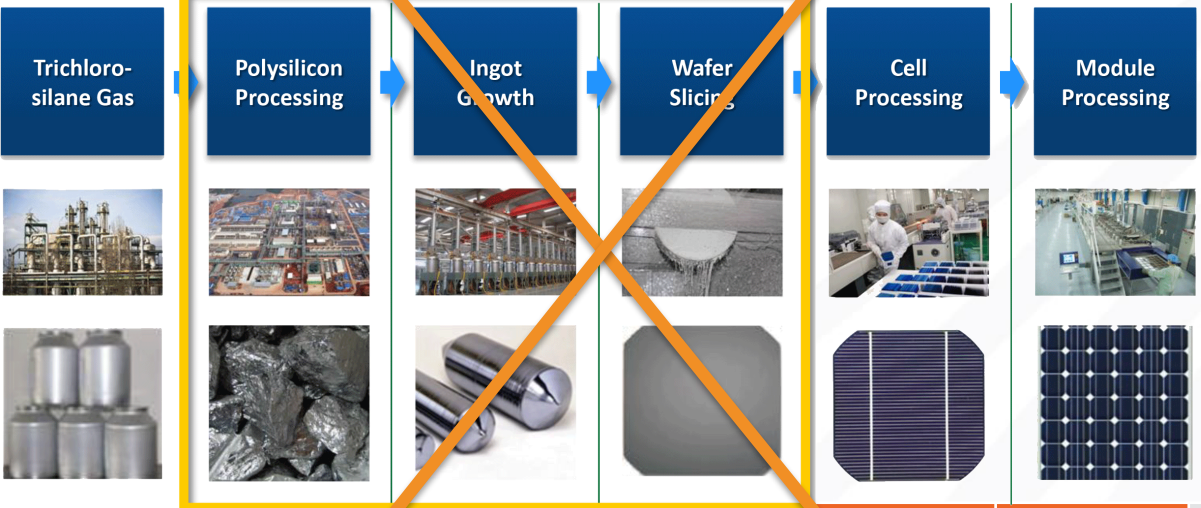 Trichloro-
silane Gas
Polysilicon
Processing
Ingot
Growth
Wafer
Slicing
Cell
Processing
Module
Processing